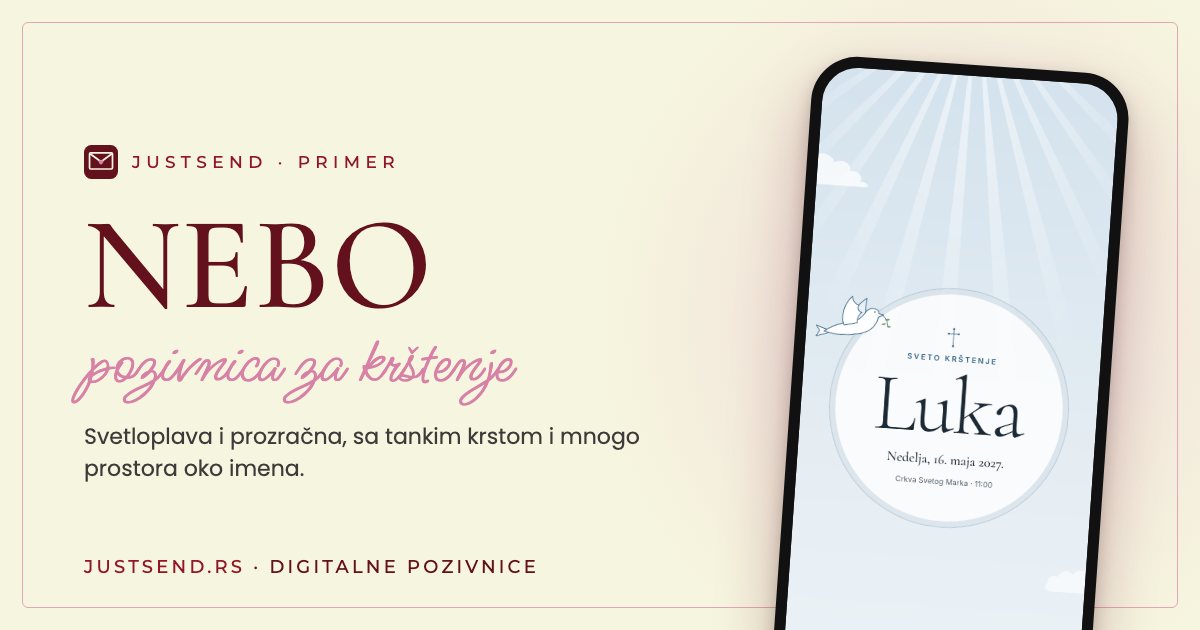 JUSTSEND · PRIMER
NEBO
pozivnica za krštenje
Svetloplava i prozračna, sa tankim krstom i mnogo
prostora oko imena.
JUSTSEND.RS · DIGITALNE POZIVNICE
SVETO KRŠTENJE
Luka
Nedelja, 16. maja 2027.
Crkva Svetog Marka · 11:00